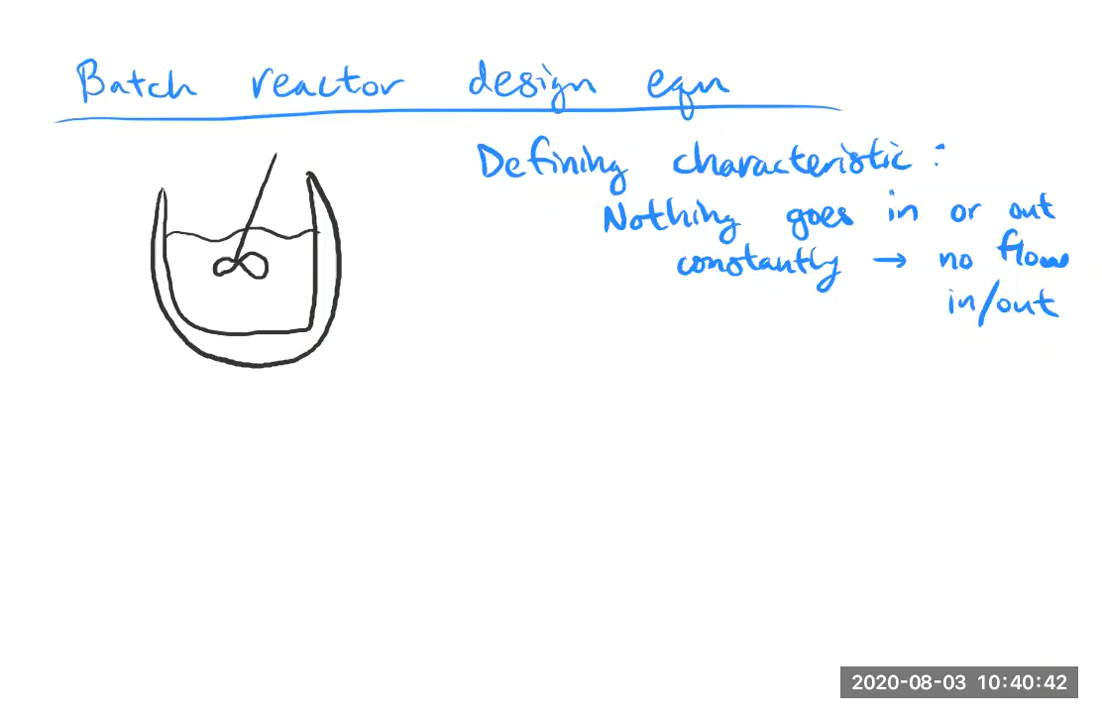 Batch reactor design eqn
Defining characteristic:
Nothing goes in or out
constantly → no flow
in/out
2020-08-03 10:40:42